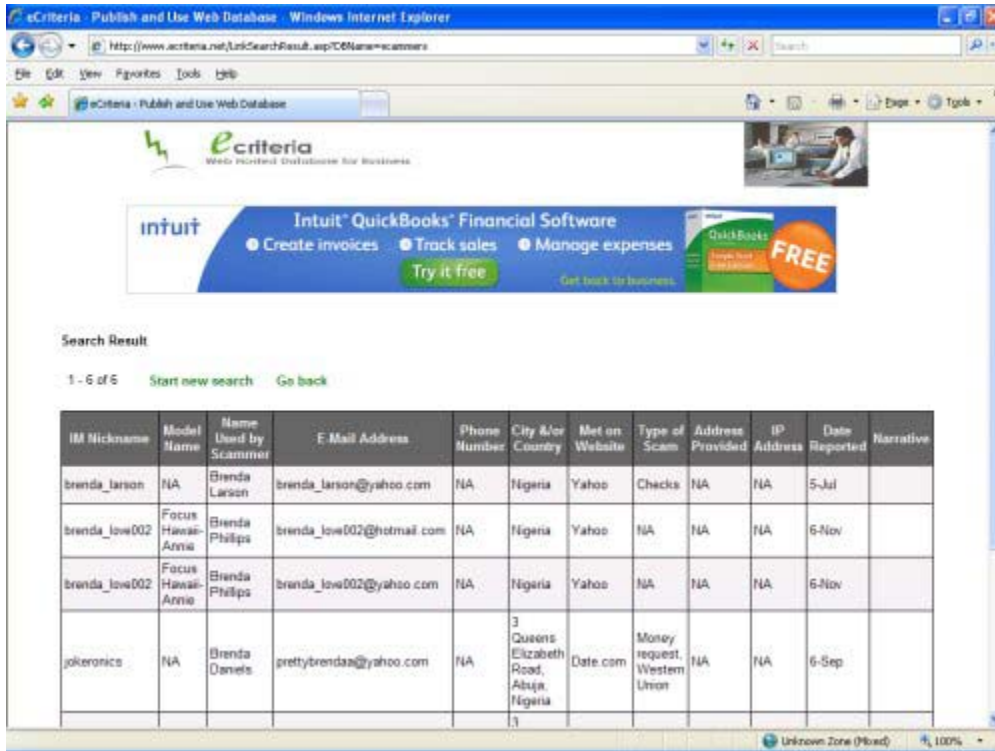 eCriteria - Publish and Use Web Database - Windows Internet Explorer
http://www.ecriteria.net/LinkSearchResult.asp?DBName=scammers
Search
File Edit View Favorites Tools Help
eCriteria - Publish and Use Web Database
Page Tools
ecriteria
Web Hosted Database for Business
intuit
Intuit® QuickBooks® Financial Software
Create invoices Track sales Manage expenses
Try it free
Get back to business.
QuickBooks
FREE
Search Result
1 - 6 of 6 Start new search Go back
IM Nickname Model Name Name Used by Scammer E-Mail Address Phone Number City &/or Country Met on Website Type of Scam Address Provided IP Address Date Reported Narrative
brenda_larson NA Brenda Larson brenda_larson@yahoo.com NA Nigeria Yahoo Checks NA NA 5-Jul
brenda_love002 Focus Hawaii-Annie Brenda Phillips brenda_love002@hotmail.com NA Nigeria Yahoo NA NA NA 6-Nov
brenda_love002 Focus Hawaii-Annie Brenda Phillips brenda_love002@yahoo.com NA Nigeria Yahoo NA NA NA 6-Nov
jokeronics NA Brenda Daniels prettybrendaa@yahoo.com NA 3 Queens Elizabeth Road, Abuja, Nigeria Date.com Money request, Western Union NA NA 6-Sep
3
Unknown Zone (Mixed) 100%